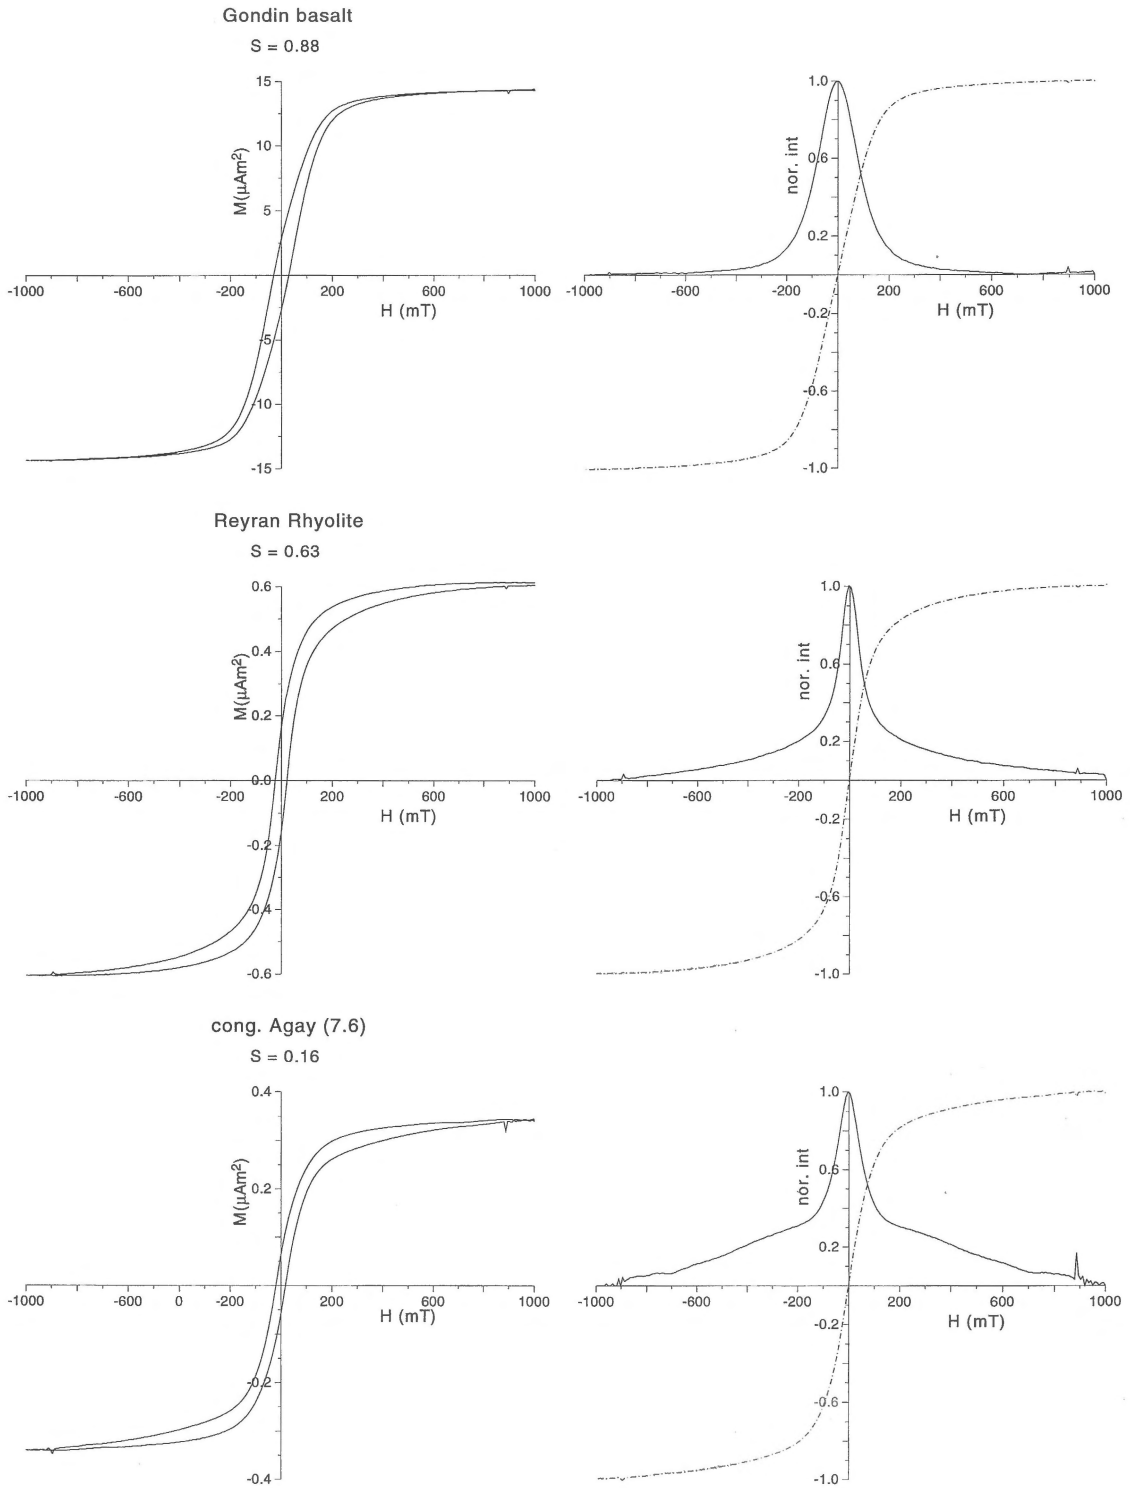 Gondin basalt
S = 0.88
15
10
5
-5
-10
-15
M(μAm²)
-1000 -600 -200 200 600 1000
H (mT)
1.0
0.6
0.2
-0.2
-0.6
-1.0
nor. int
-1000 -600 -200 200 600 1000
H (mT)
Reyran Rhyolite
S = 0.63
0.6
0.4
0.2
0.0
-0.2
-0.4
-0.6
M(μAm²)
-1000 -600 -200 200 600 1000
H (mT)
1.0
0.6
0.2
-0.2
-0.6
-1.0
nor. int
-1000 -200 200 600 1000
H (mT)
cong. Agay (7.6)
S = 0.16
0.4
0.2
-0.2
-0.4
M(μAm²)
-1000 -600 0 -200 200 600 1000
H (mT)
1.0
0.6
0.2
-0.2
-0.6
-1.0
nor. int
-1000 -600 -200 200 600 1000
H (mT)